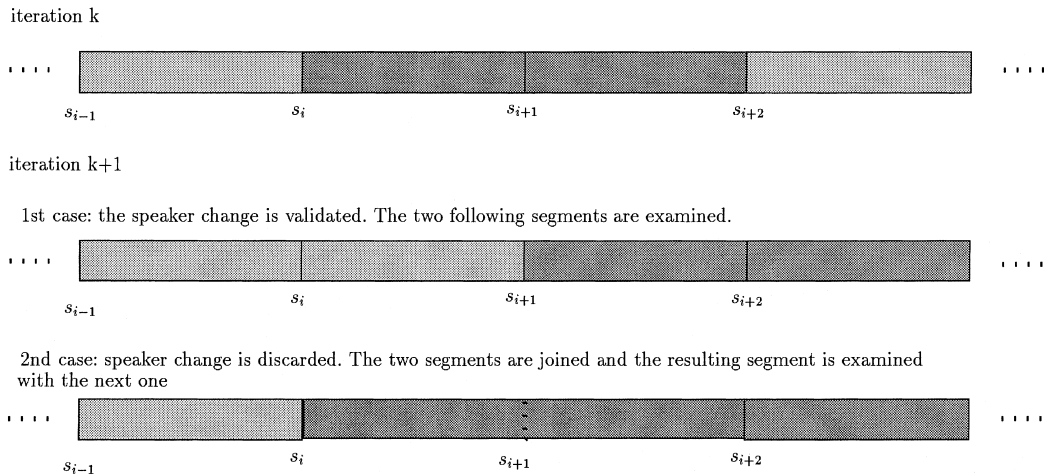 iteration k
s_{i-1} s_i s_{i+1} s_{i+2}
iteration k+1
1st case: the speaker change is validated. The two following segments are examined.
s_{i-1} s_i s_{i+1} s_{i+2}
2nd case: speaker change is discarded. The two segments are joined and the resulting segment is examined
with the next one
s_{i-1} s_i s_{i+1} s_{i+2}